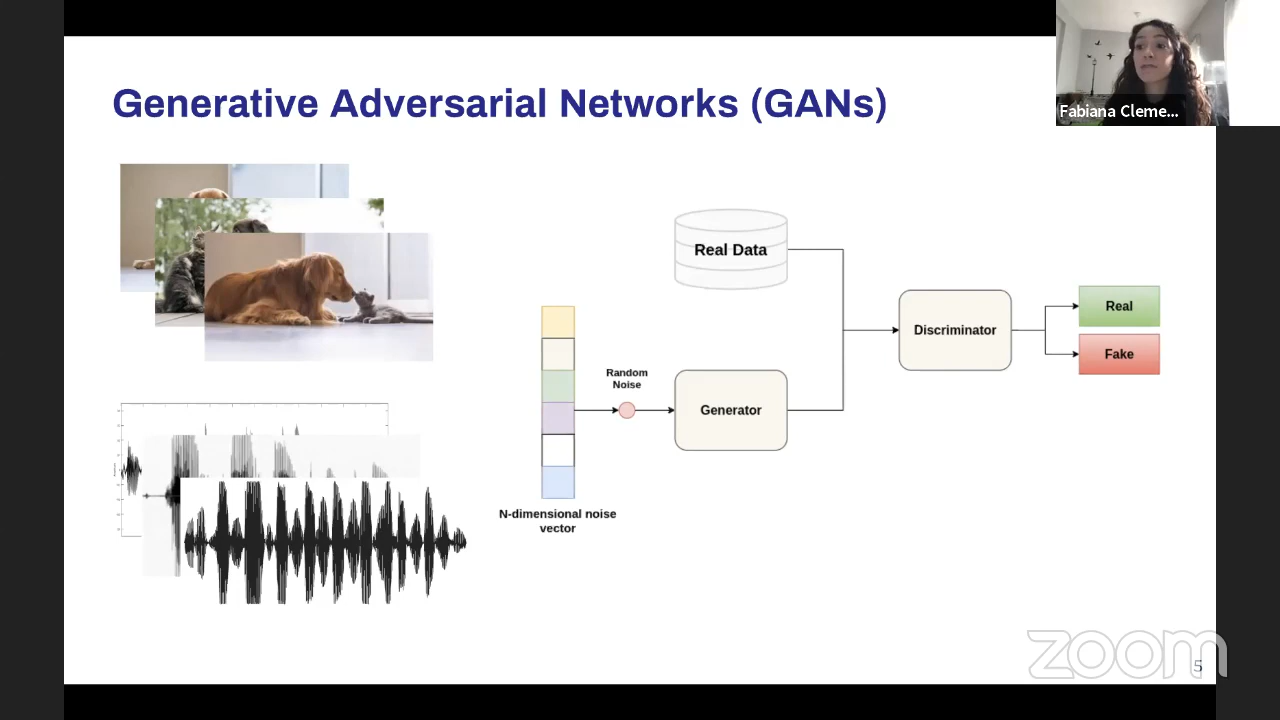 Generative Adversarial Networks (GANs)
Fabiana Cleme...
Real Data
Random
Noise
Generator
Discriminator
Real
Fake
N-dimensional noise
vector
zoom
5